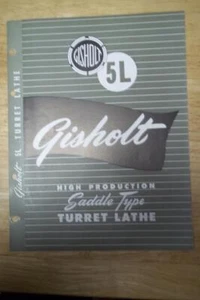 GISHOLT
5L
Gisholt
HIGH PRODUCTION
Saddle Type
TURRET LATHE
Gisholt 5L TURRET LATHE